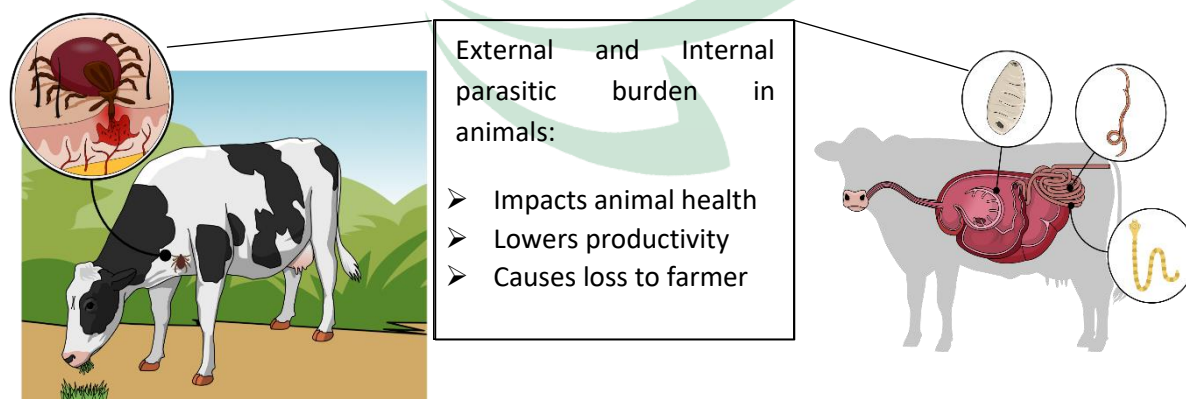 External and Internal
parasitic burden in
animals:
➤ Impacts animal health
➤ Lowers productivity
➤ Causes loss to farmer